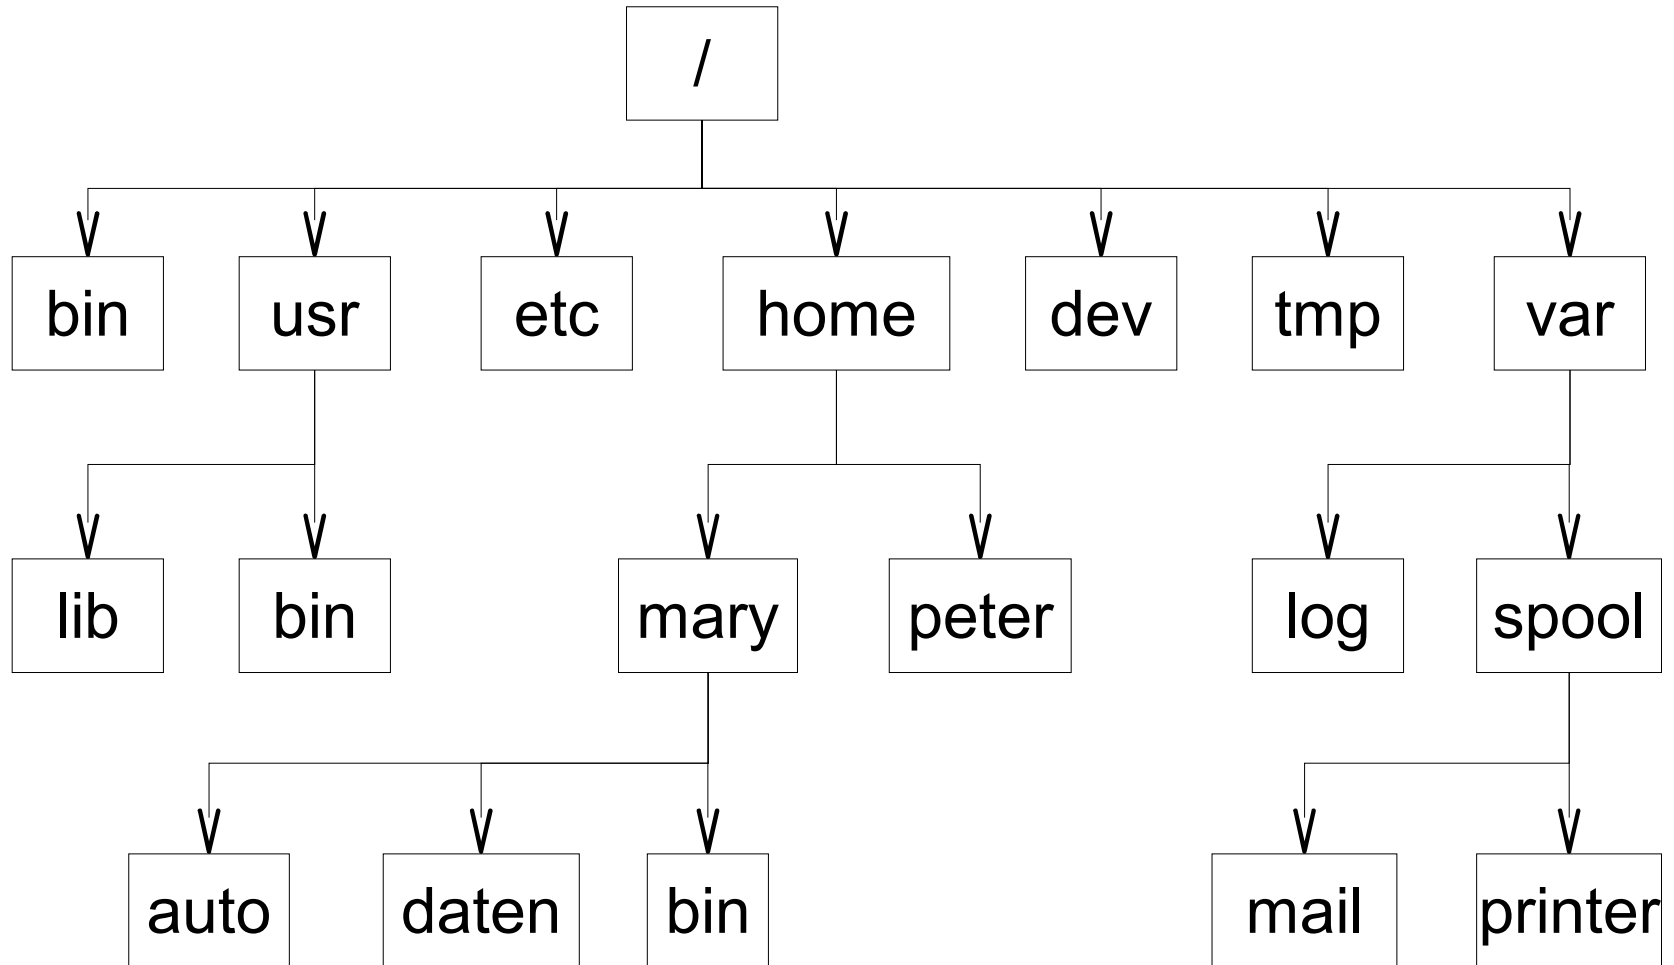 /
bin usr etc home dev tmp var
lib bin mary peter log spool
auto daten bin mail printer